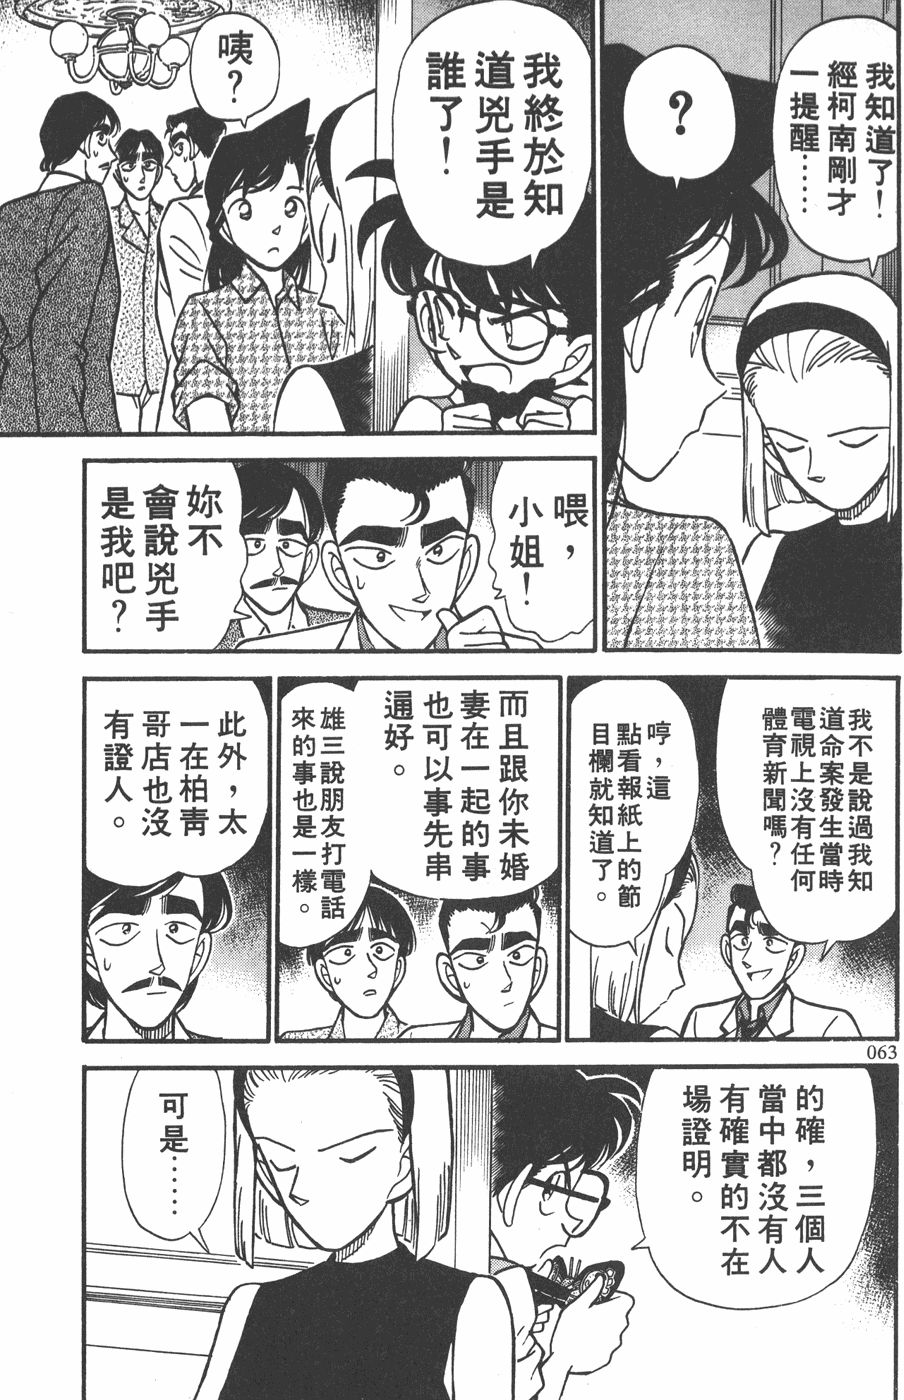 我知道了！
經柯南剛才
一提醒……
？
我終於知
道兇手是
誰了！
咦？
喂，
小姐！
妳不
會說兇手
是我吧？
我不是說過我知
道命案發生當時
電視上沒有任何
體育新聞嗎？
哼，這
點看報紙上的節
目欄就知道了。
而且跟你未婚
妻在一起的事
也可以事先串
通好。
雄三說朋友打電話
來的事也是一樣。
此外，太
一在柏青
哥店也沒
有證人。
063
的確，三個人
當中都沒有人
有確實的不在
場證明。
可是……